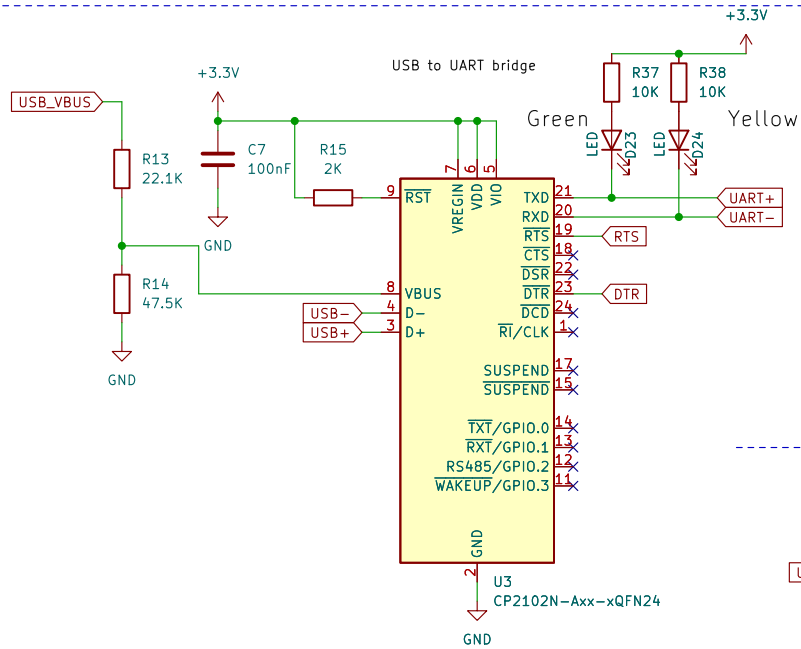 +3.3V
USB to UART bridge
+3.3V
R37
10K
R38
10K
USB_VBUS
Green
Yellow
LED
D23
LED
D24
R13
22.1K
C7
100nF
R15
2K
7
6
5
VREGIN
VDD
VIO
9
RST
TXD
21
UART+
RXD
20
UART-
RTS
19
RTS
CTS
18
DSR
22
GND
8
VBUS
DTR
23
DTR
R14
47.5K
USB-
4
D-
DCD
24
USB+
3
D+
RI/CLK
1
GND
SUSPEND
17
SUSPEND
15
TXT/GPIO.0
14
RXT/GPIO.1
13
RS485/GPIO.2
12
WAKEUP/GPIO.3
11
GND
2
U3
CP2102N-Axx-xQFN24
GND